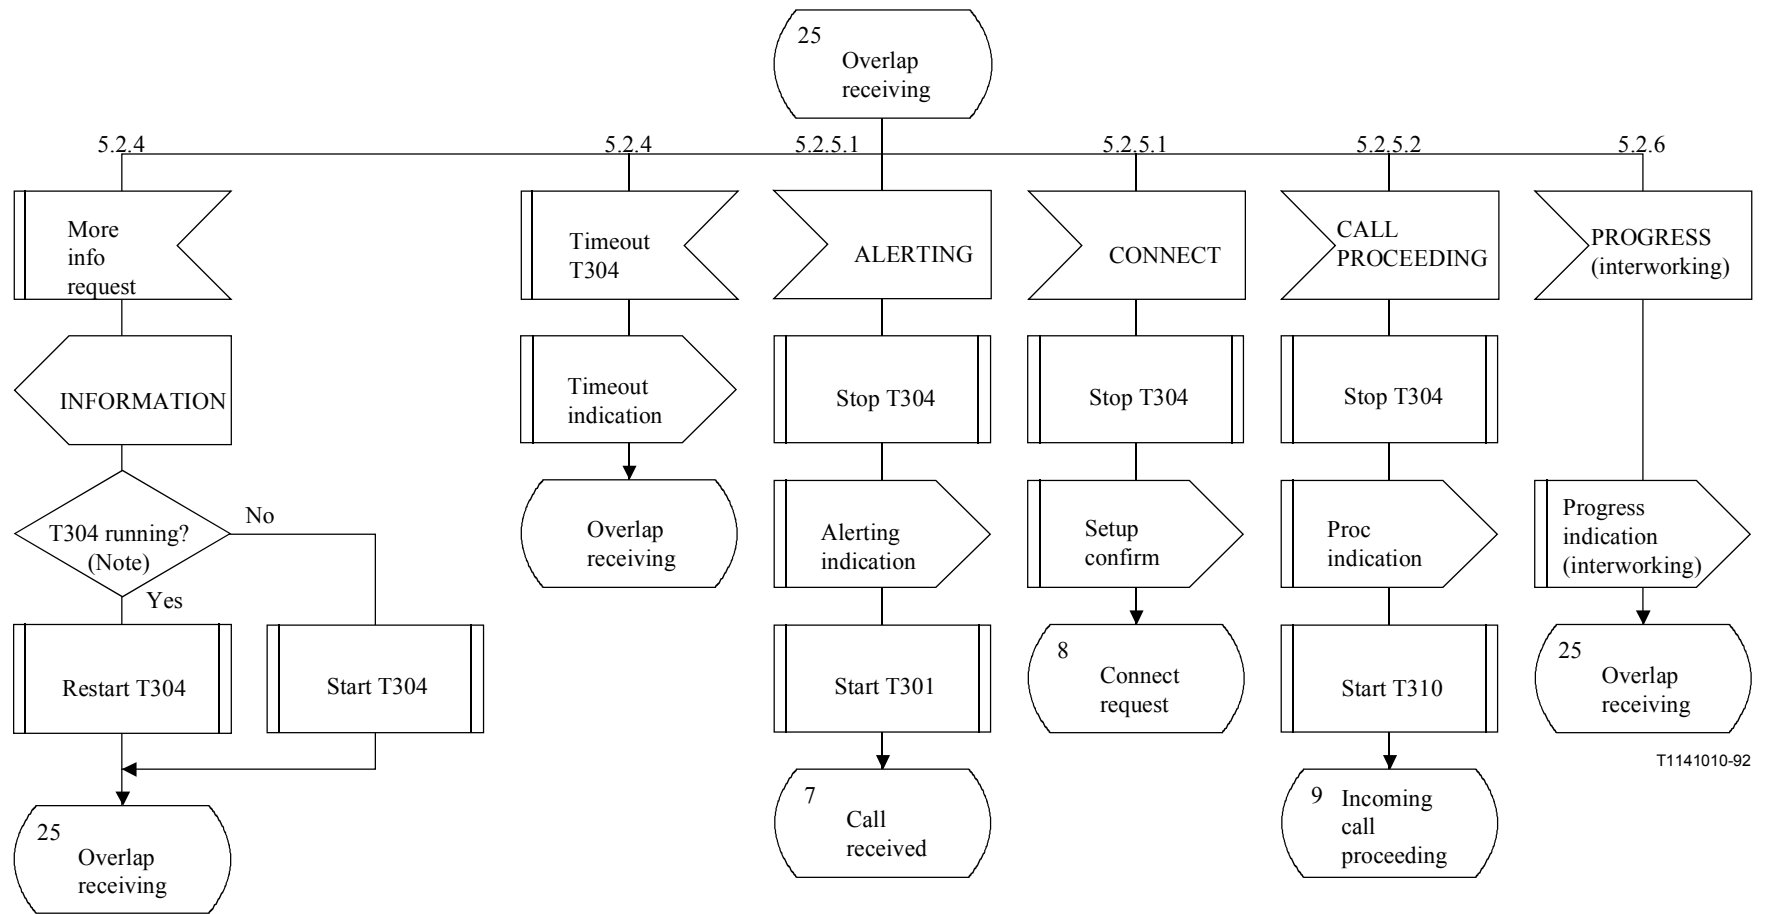 25
Overlap
receiving
5.2.4
5.2.4
5.2.5.1
5.2.5.1
5.2.5.2
5.2.6
More
info
request
Timeout
T304
ALERTING
CONNECT
CALL
PROCEEDING
PROGRESS
(interworking)
INFORMATION
Timeout
indication
Stop T304
Stop T304
Stop T304
T304 running?
(Note)
No
Yes
Overlap
receiving
Alerting
indication
Setup
confirm
Proc
indication
Progress
indication
(interworking)
Restart T304
Start T304
Start T301
8
Connect
request
Start T310
25
Overlap
receiving
T1141010-92
25
Overlap
receiving
7
Call
received
9
Incoming
call
proceeding